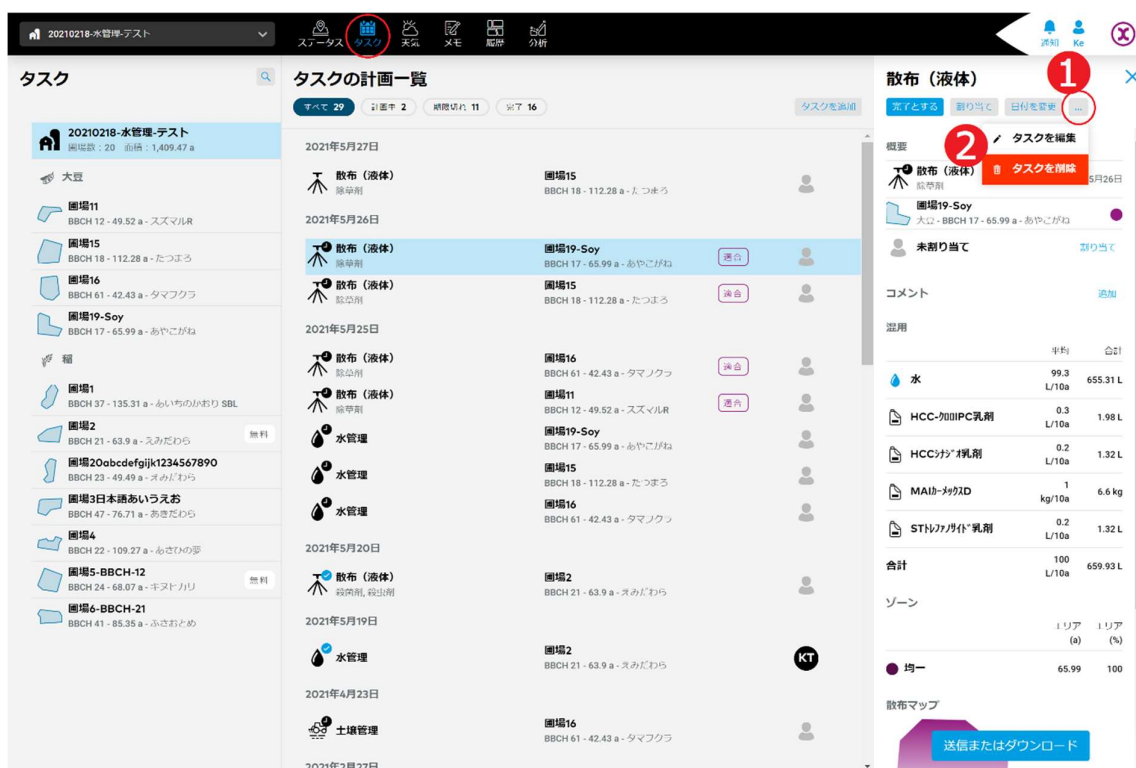 20210218-水管理-テスト
ステータス
タスク
天気
メモ
履歴
分析
通知
Ke
タスク
20210218-水管理-テスト
圃場数：20 面積：1,409.47 a
大豆
圃場11
BBCH 12 - 49.52 a - スズマルR
圃場15
BBCH 18 - 112.28 a - たつまろ
圃場16
BBCH 61 - 42.43 a - タマフクラ
圃場19-Soy
BBCH 17 - 65.99 a - あやこがね
稲
圃場1
BBCH 37 - 135.31 a - あいちのかおり SBL
圃場2
BBCH 21 - 63.9 a - えみだわら
無料
圃場20abcdefgijk1234567890
BBCH 23 - 49.49 a - えみだわら
圃場3日本語あいうえお
BBCH 47 - 76.71 a - あきだわら
圃場4
BBCH 22 - 109.27 a - あさひの夢
圃場5-BBCH-12
BBCH 24 - 68.07 a - キヌヒカリ
無料
圃場6-BBCH-21
BBCH 41 - 85.35 a - ふさおとめ
タスクの計画一覧
すべて 29
計画中 2
期限切れ 11
完了 16
タスクを追加
2021年5月27日
散布（液体） 圃場15
除草剤 BBCH 18 - 112.28 a - たつまろ
2021年5月26日
散布（液体） 圃場19-Soy
除草剤 BBCH 17 - 65.99 a - あやこがね
適合
散布（液体） 圃場15
除草剤 BBCH 18 - 112.28 a - たつまろ
適合
2021年5月25日
散布（液体） 圃場16
除草剤 BBCH 61 - 42.43 a - タマフクラ
適合
散布（液体） 圃場11
除草剤 BBCH 12 - 49.52 a - スズマルR
適合
水管理 圃場19-Soy
BBCH 17 - 65.99 a - あやこがね
水管理 圃場15
BBCH 18 - 112.28 a - たつまろ
水管理 圃場16
BBCH 61 - 42.43 a - タマフクラ
2021年5月20日
散布（液体） 圃場2
殺菌剤, 殺虫剤 BBCH 21 - 63.9 a - えみだわら
2021年5月19日
水管理 圃場2
BBCH 21 - 63.9 a - えみだわら
KT
2021年4月23日
土壌管理 圃場16
BBCH 61 - 42.43 a - タマフクラ
2021年2月27日
散布（液体）
1
完了とする
割り当て
日付を変更
...
2
タスクを編集
タスクを削除
概要
散布（液体）
除草剤
5月26日
圃場19-Soy
大豆 - BBCH 17 - 65.99 a - あやこがね
未割り当て
割り当て
コメント
追加
混用
平均 合計
水 99.3 L/10a 655.31 L
HCC-ｸﾛﾛIPC乳剤 0.3 L/10a 1.98 L
HCCｼﾅｼﾞｵ乳剤 0.2 L/10a 1.32 L
MAIｶｰﾒｯｸｽD 1 kg/10a 6.6 kg
STﾄﾚﾌｧﾉｻｲﾄﾞ乳剤 0.2 L/10a 1.32 L
合計 100 L/10a 659.93 L
ゾーン
エリア (a) エリア (%)
均一 65.99 100
散布マップ
送信またはダウンロード